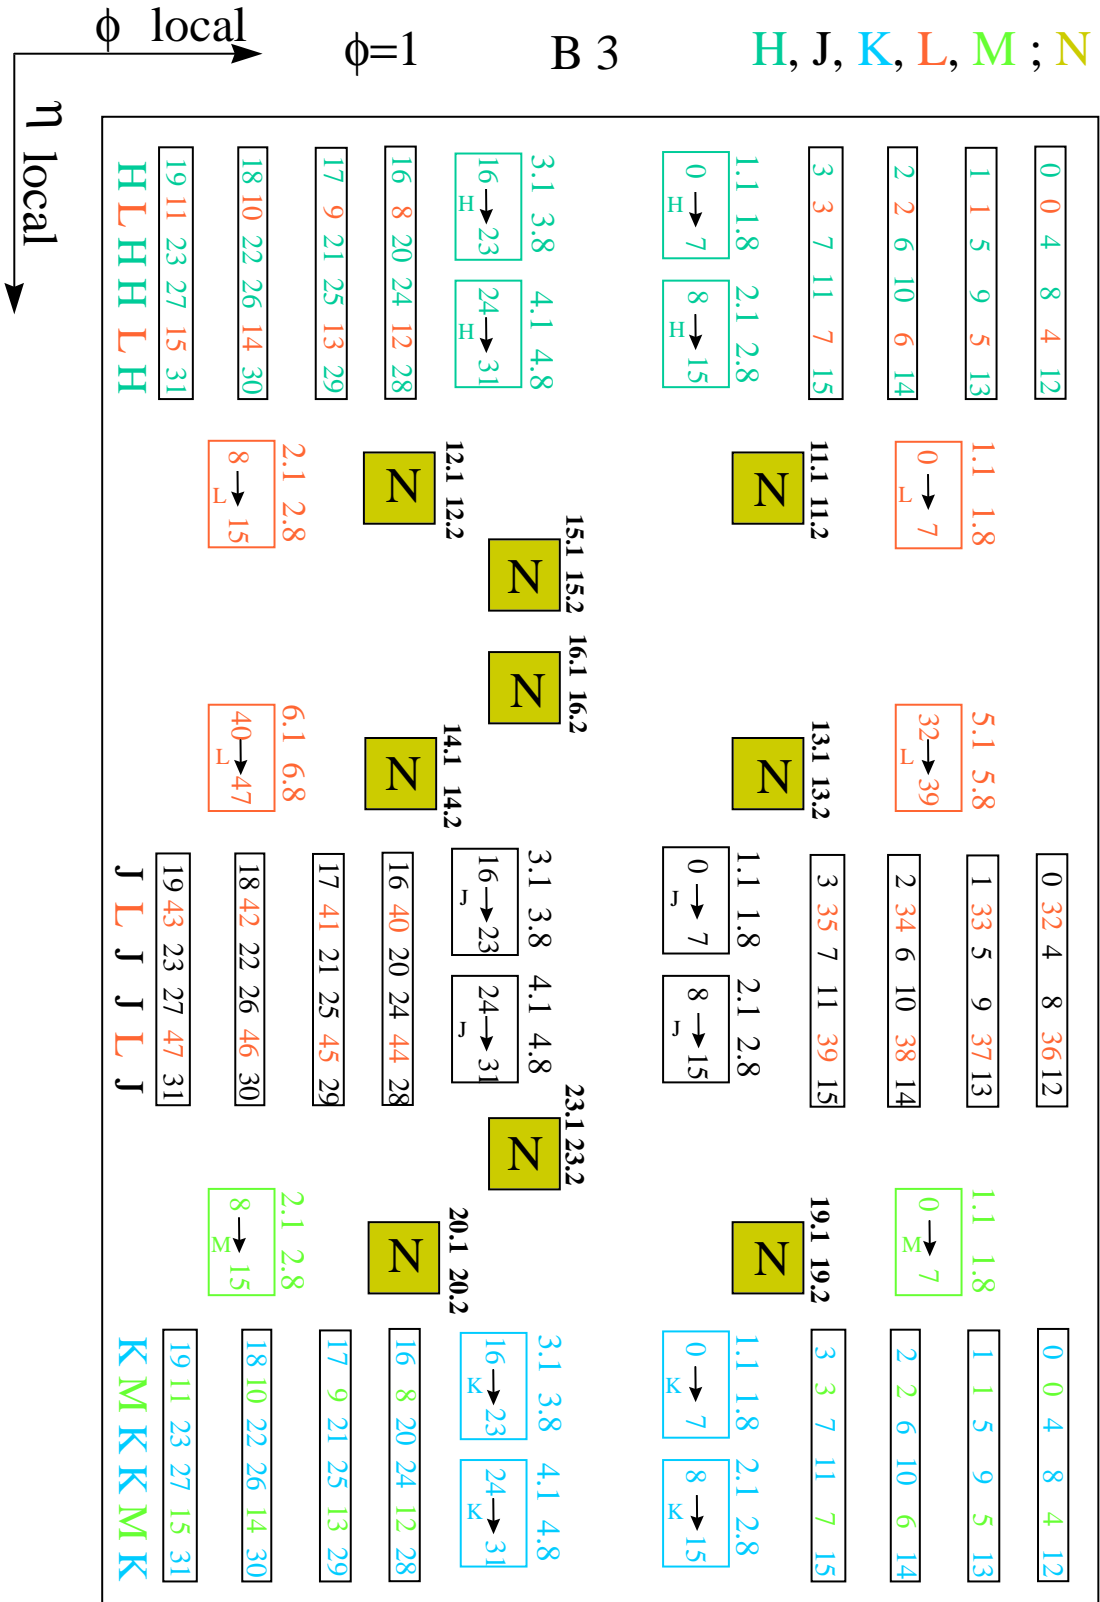 ϕ local
ϕ=1
B 3
H, J, K, L, M ; N
η local
0 0 4 8 4 12
1 1 5 9 5 13
2 2 6 10 6 14
3 3 7 11 7 15
1.1 1.8
0 7
H
2.1 2.8
8 15
H
3.1 3.8
16 23
H
4.1 4.8
24 31
H
16 8 20 24 12 28
17 9 21 25 13 29
18 10 22 26 14 30
19 11 23 27 15 31
H L H H L H
1.1 1.8
0 7
L
11.1 11.2
N
15.1 15.2
N
12.1 12.2
N
2.1 2.8
8 15
L
5.1 5.8
32 39
L
13.1 13.2
N
16.1 16.2
N
14.1 14.2
N
6.1 6.8
40 47
L
0 32 4 8 36 12
1 33 5 9 37 13
2 34 6 10 38 14
3 35 7 11 39 15
1.1 1.8
0 7
J
2.1 2.8
8 15
J
3.1 3.8
16 23
J
4.1 4.8
24 31
J
16 40 20 24 44 28
17 41 21 25 45 29
18 42 22 26 46 30
19 43 23 27 47 31
J L J J L J
1.1 1.8
0 7
M
19.1 19.2
N
23.1 23.2
N
20.1 20.2
N
2.1 2.8
8 15
M
0 0 4 8 4 12
1 1 5 9 5 13
2 2 6 10 6 14
3 3 7 11 7 15
1.1 1.8
0 7
K
2.1 2.8
8 15
K
3.1 3.8
16 23
K
4.1 4.8
24 31
K
16 8 20 24 12 28
17 9 21 25 13 29
18 10 22 26 14 30
19 11 23 27 15 31
K M K K M K